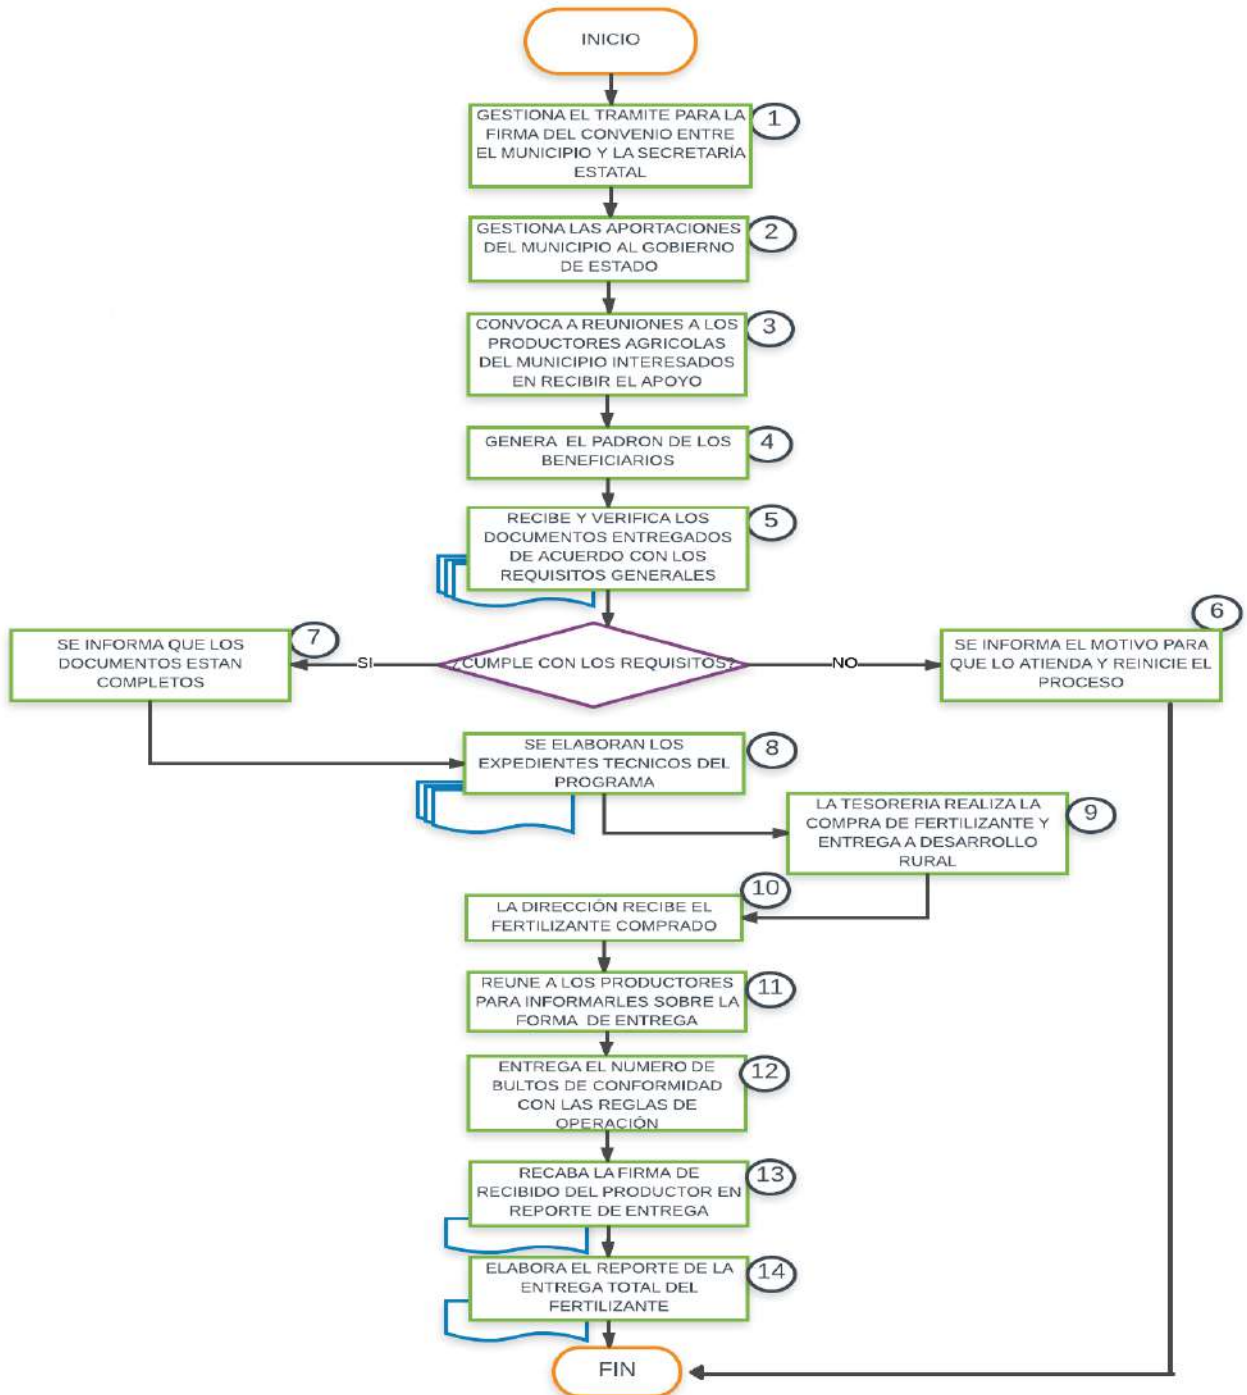 INICIO
1
GESTIONA EL TRAMITE PARA LA
FIRMA DEL CONVENIO ENTRE
EL MUNICIPIO Y LA SECRETARÍA
ESTATAL
2
GESTIONA LAS APORTACIONES
DEL MUNICIPIO AL GOBIERNO
DE ESTADO
3
CONVOCA A REUNIONES A LOS
PRODUCTORES AGRICOLAS
DEL MUNICIPIO INTERESADOS
EN RECIBIR EL APOYO
4
GENERA EL PADRON DE LOS
BENEFICIARIOS
5
RECIBE Y VERIFICA LOS
DOCUMENTOS ENTREGADOS
DE ACUERDO CON LOS
REQUISITOS GENERALES
¿CUMPLE CON LOS REQUISITOS?
SI
NO
7
SE INFORMA QUE LOS
DOCUMENTOS ESTAN
COMPLETOS
6
SE INFORMA EL MOTIVO PARA
QUE LO ATIENDA Y REINICIE EL
PROCESO
8
SE ELABORAN LOS
EXPEDIENTES TECNICOS DEL
PROGRAMA
9
LA TESORERIA REALIZA LA
COMPRA DE FERTILIZANTE Y
ENTREGA A DESARROLLO
RURAL
10
LA DIRECCIÓN RECIBE EL
FERTILIZANTE COMPRADO
11
REUNE A LOS PRODUCTORES
PARA INFORMARLES SOBRE LA
FORMA DE ENTREGA
12
ENTREGA EL NUMERO DE
BULTOS DE CONFORMIDAD
CON LAS REGLAS DE
OPERACIÓN
13
RECABA LA FIRMA DE
RECIBIDO DEL PRODUCTOR EN
REPORTE DE ENTREGA
14
ELABORA EL REPORTE DE LA
ENTREGA TOTAL DEL
FERTILIZANTE
FIN